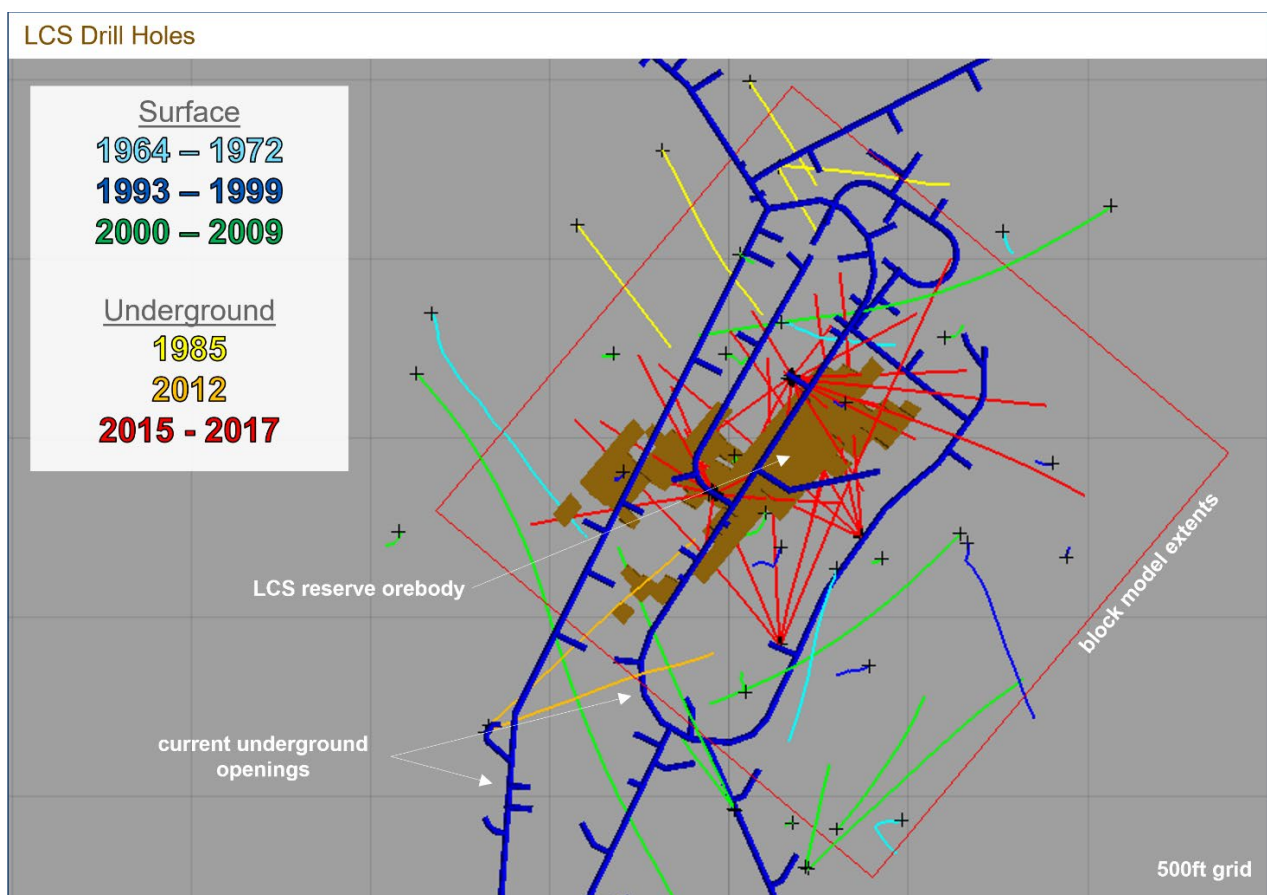 LCS Drill Holes
Surface
1964 – 1972
1993 – 1999
2000 – 2009
Underground
1985
2012
2015 - 2017
LCS reserve orebody
block model extents
current underground
openings
500ft grid